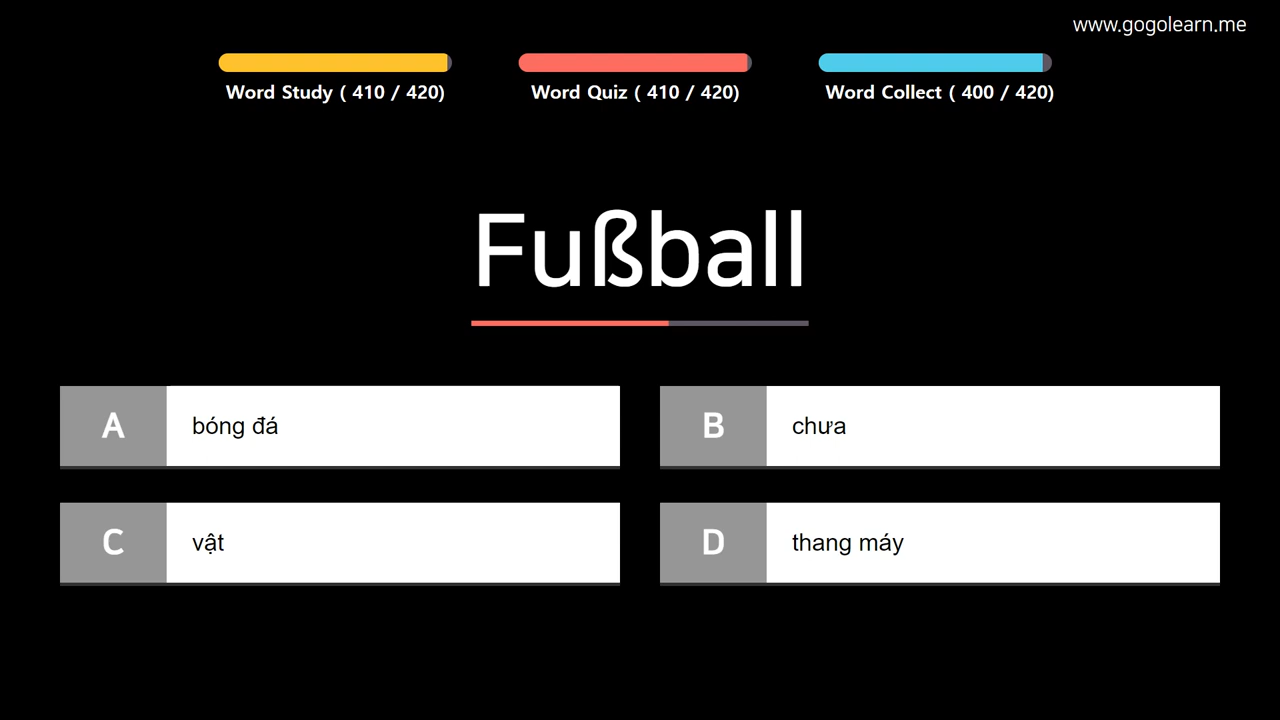 www.gogolearn.me
Word Study ( 410 / 420)
Word Quiz ( 410 / 420)
Word Collect ( 400 / 420)
Fußball
A bóng đá
B chưa
C vật
D thang máy